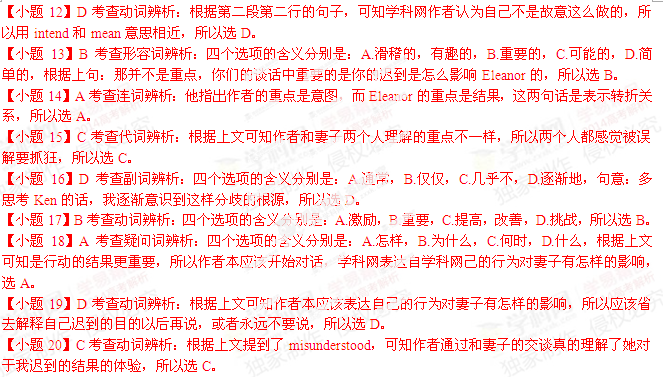 【小题 12】D 考查动词辨析：根据第二段第二行的句子，可知学科网作者认为自己不是故意这么做的，所
以用 intend 和 mean 意思相近，所以选 D。
【小题 13】B 考查形容词辨析：四个选项的含义分别是：A.滑稽的，有趣的，B.重要的，C.可能的，D.简
单的，根据上句：那并不是重点，你们的谈话中重要的是你的迟到是怎么影响 Eleanor 的，所以选 B。
【小题 14】A 考查连词辨析：他指出作者的重点是意图，而 Eleanor 的重点是结果，这两句话是表示转折关
系，所以选 A。
【小题 15】C 考查代词辨析：根据上文可知作者和妻子两个人理解的重点不一样，所以两个人都感觉被误
解要抓狂，所以选 C。
【小题 16】D 考查副词辨析：四个选项的含义分别是：A.通常，B.仅仅，C.几乎不，D.逐渐地，句意：多
思考 Ken 的话，我逐渐意识到这样分歧的根源，所以选 D。
【小题 17】B 考查动词辨析：四个选项的含义分别是：A.激励，B.重要，C.提高，改善，D.挑战，所以选 B。
【小题 18】A 考查疑问词辨析：四个选项的含义分别是：A.怎样，B.为什么，C.何时，D.什么，根据上文
可知是行动的结果更重要，所以作者本应该开始对话，学科网表达自学科网己的行为对妻子有怎样的影响，
选 A。
【小题 19】D 考查动词辨析：根据上文可知作者本应该表达自己的行为对妻子有怎样的影响，所以应该省
去解释自己迟到的目的以后再说，或者永远不要说，所以选 D。
【小题 20】C 考查动词辨析：根据上文提到了 misunderstood，可知作者通过和妻子的交谈真的理解了她对
于我迟到的结果的体验，所以选 C。